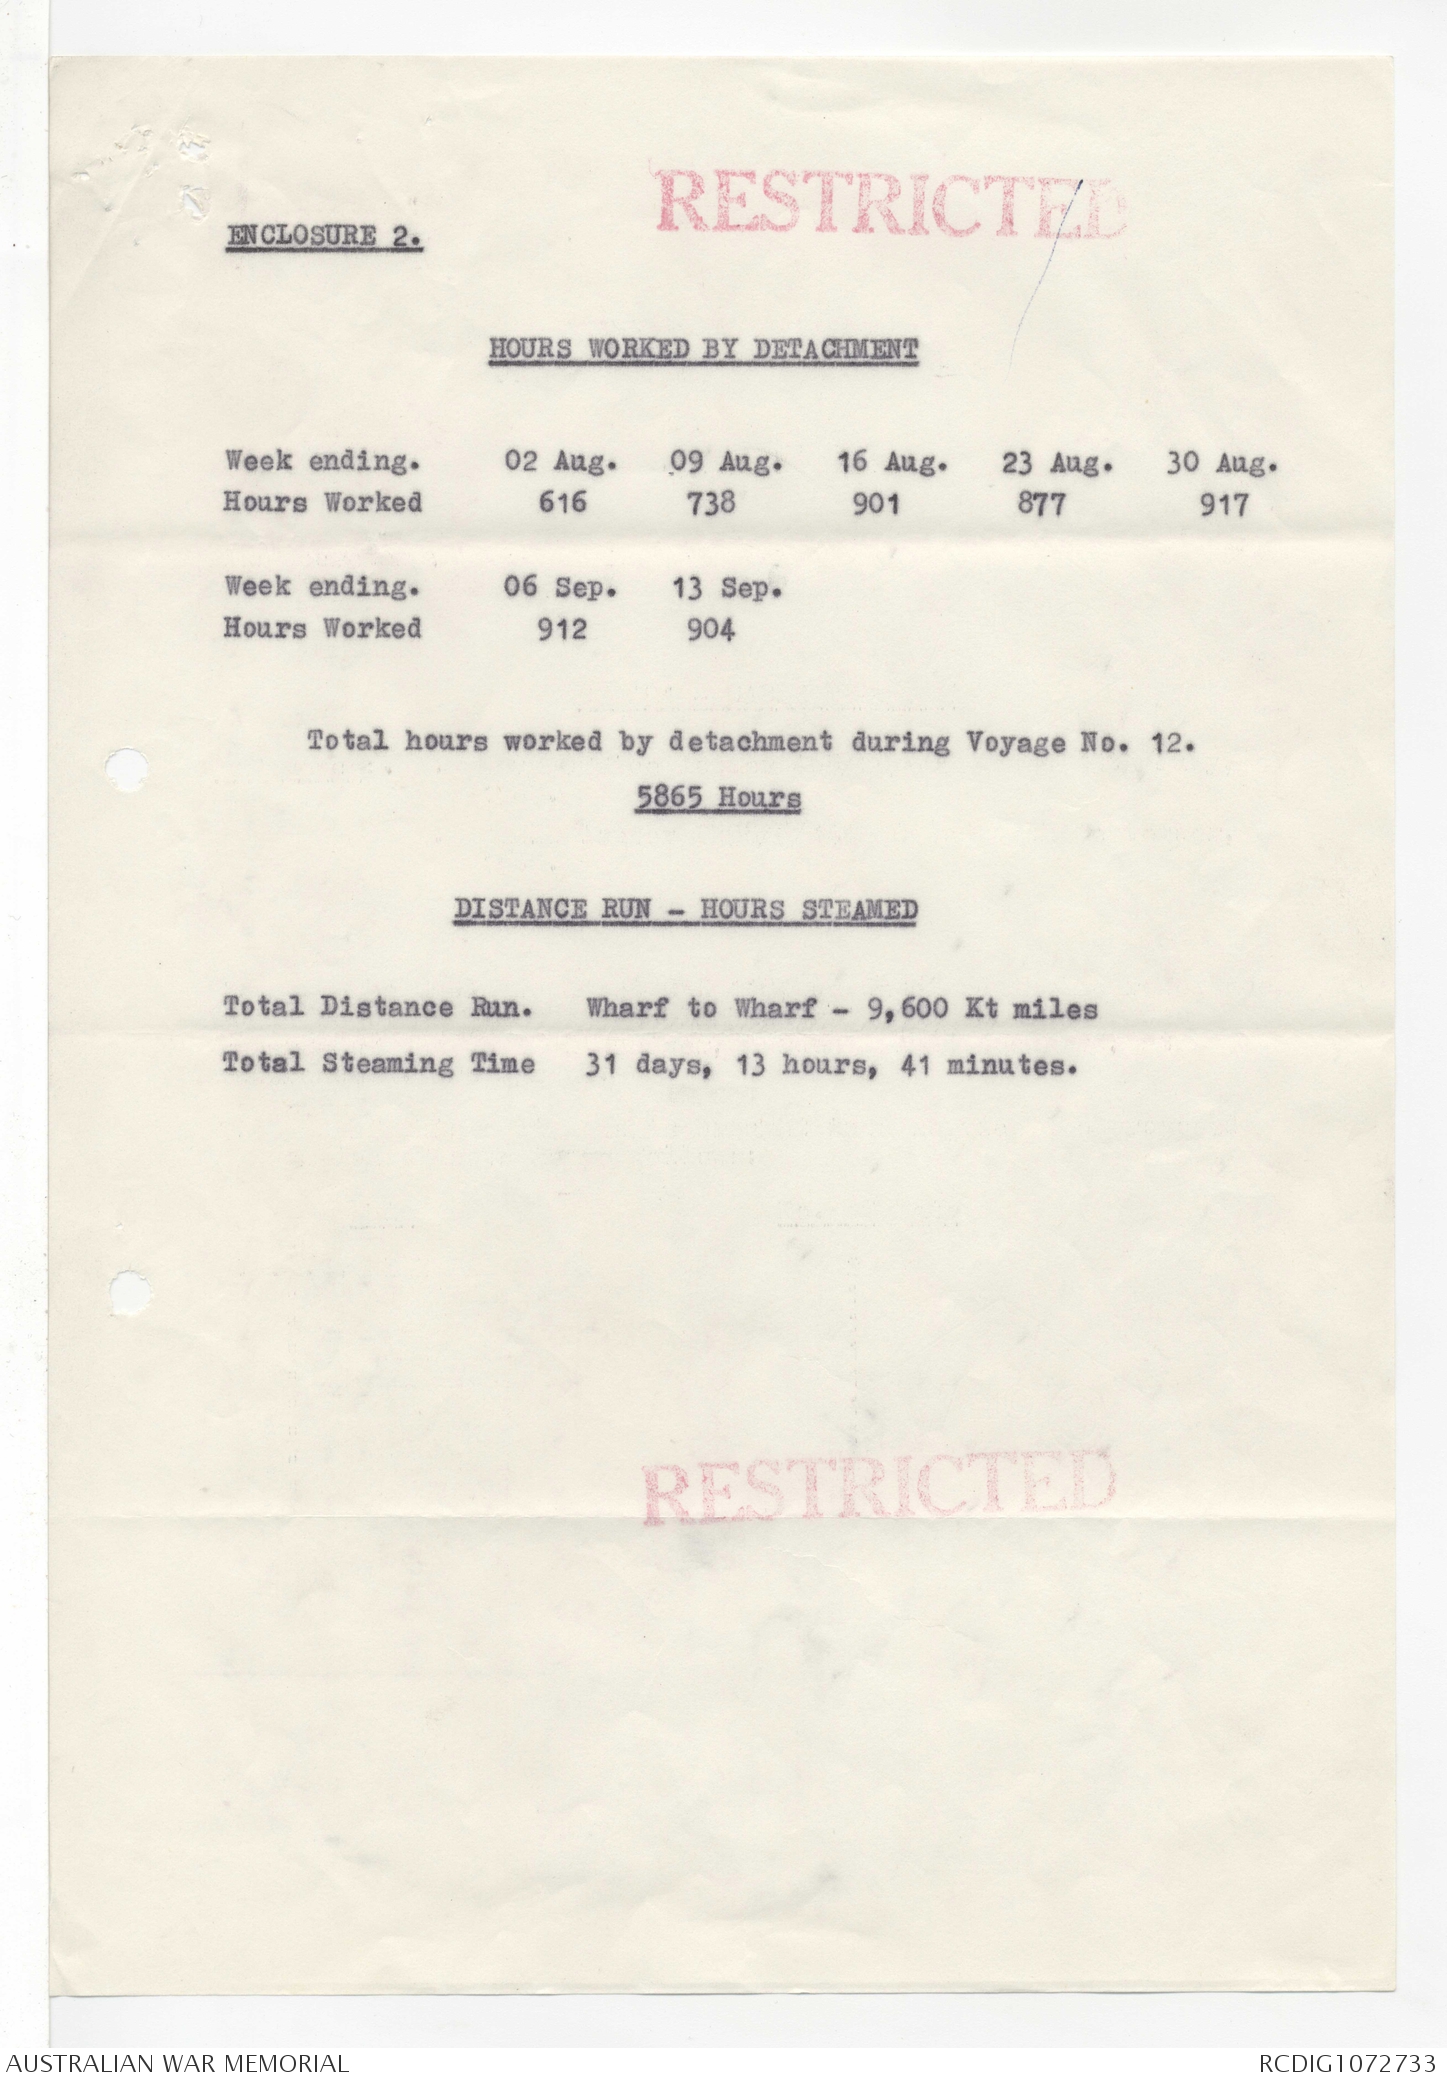 RESTRICTED
ENCLOSURE 2.
HOURS WORKED BY DETACHMENT
Week ending. 02 Aug. 09 Aug. 16 Aug. 23 Aug. 30 Aug.
Hours Worked 616 738 901 877 917
Week ending. 06 Sep. 13 Sep.
Hours Worked 912 904
Total hours worked by detachment during Voyage No. 12.
5865 Hours
DISTANCE RUN - HOURS STEAMED
Total Distance Run. Wharf to Wharf - 9,600 Kt miles
Total Steaming Time 31 days, 13 hours, 41 minutes.
RESTRICTED
AUSTRALIAN WAR MEMORIAL RCDIG1072733